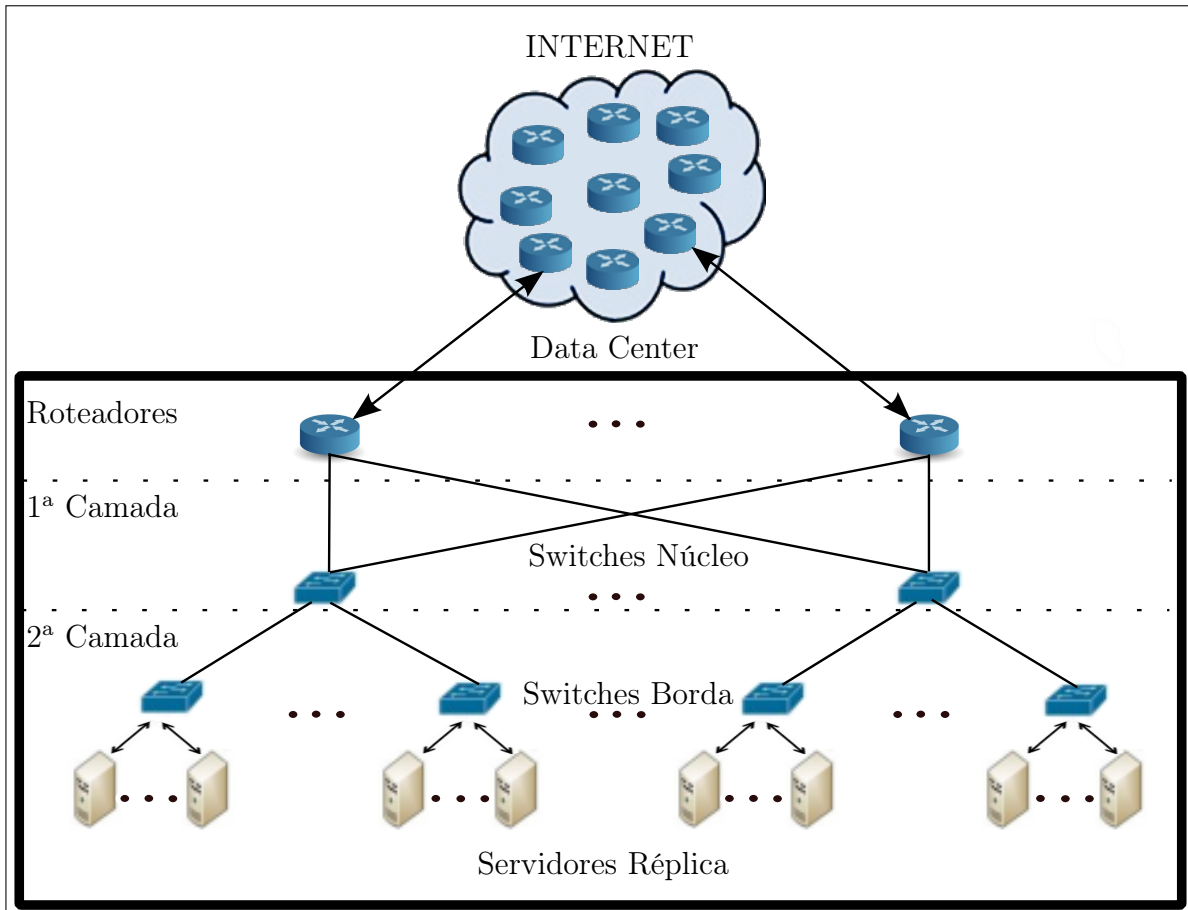 INTERNET
Data Center
Roteadores
1ª Camada
Switches Núcleo
2ª Camada
Switches Borda
Servidores Réplica